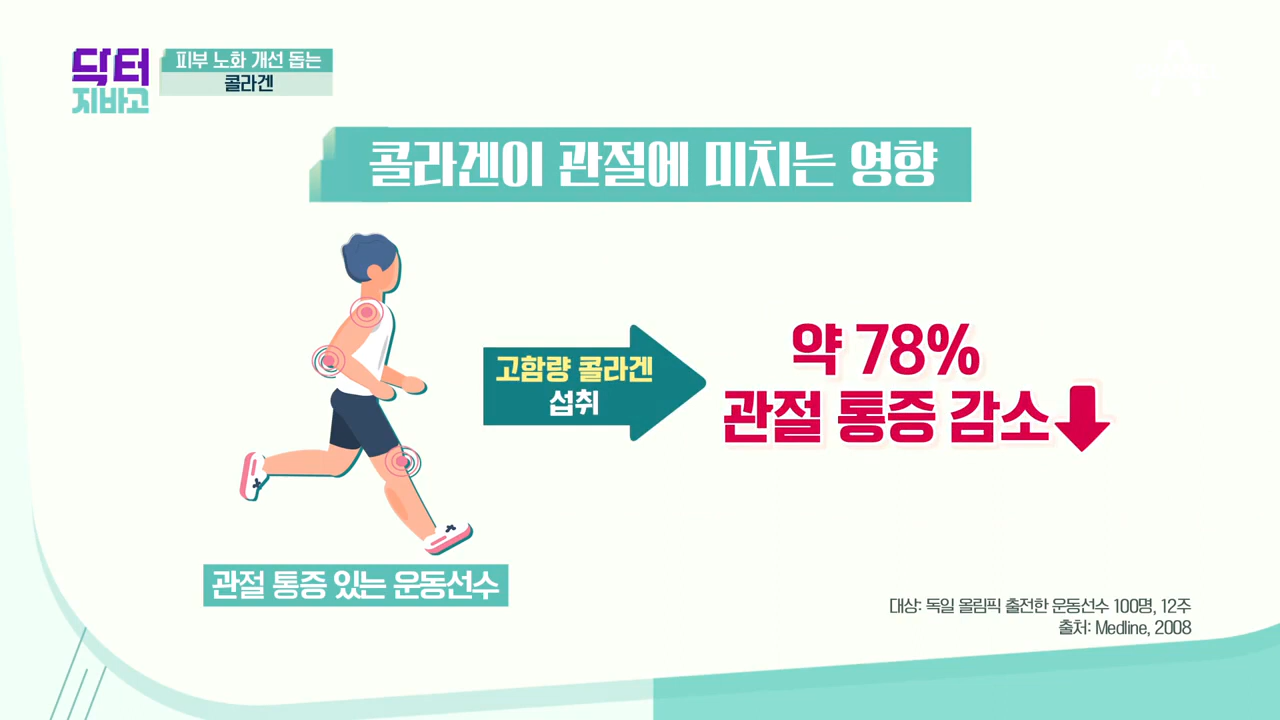 닥터
지바고
피부 노화 개선 돕는
콜라겐
콜라겐이 관절에 미치는 영향
고함량 콜라겐
섭취
약 78%
관절 통증 감소
관절 통증 있는 운동선수
대상: 독일 올림픽 출전한 운동선수 100명, 12주
출처: Medline, 2008